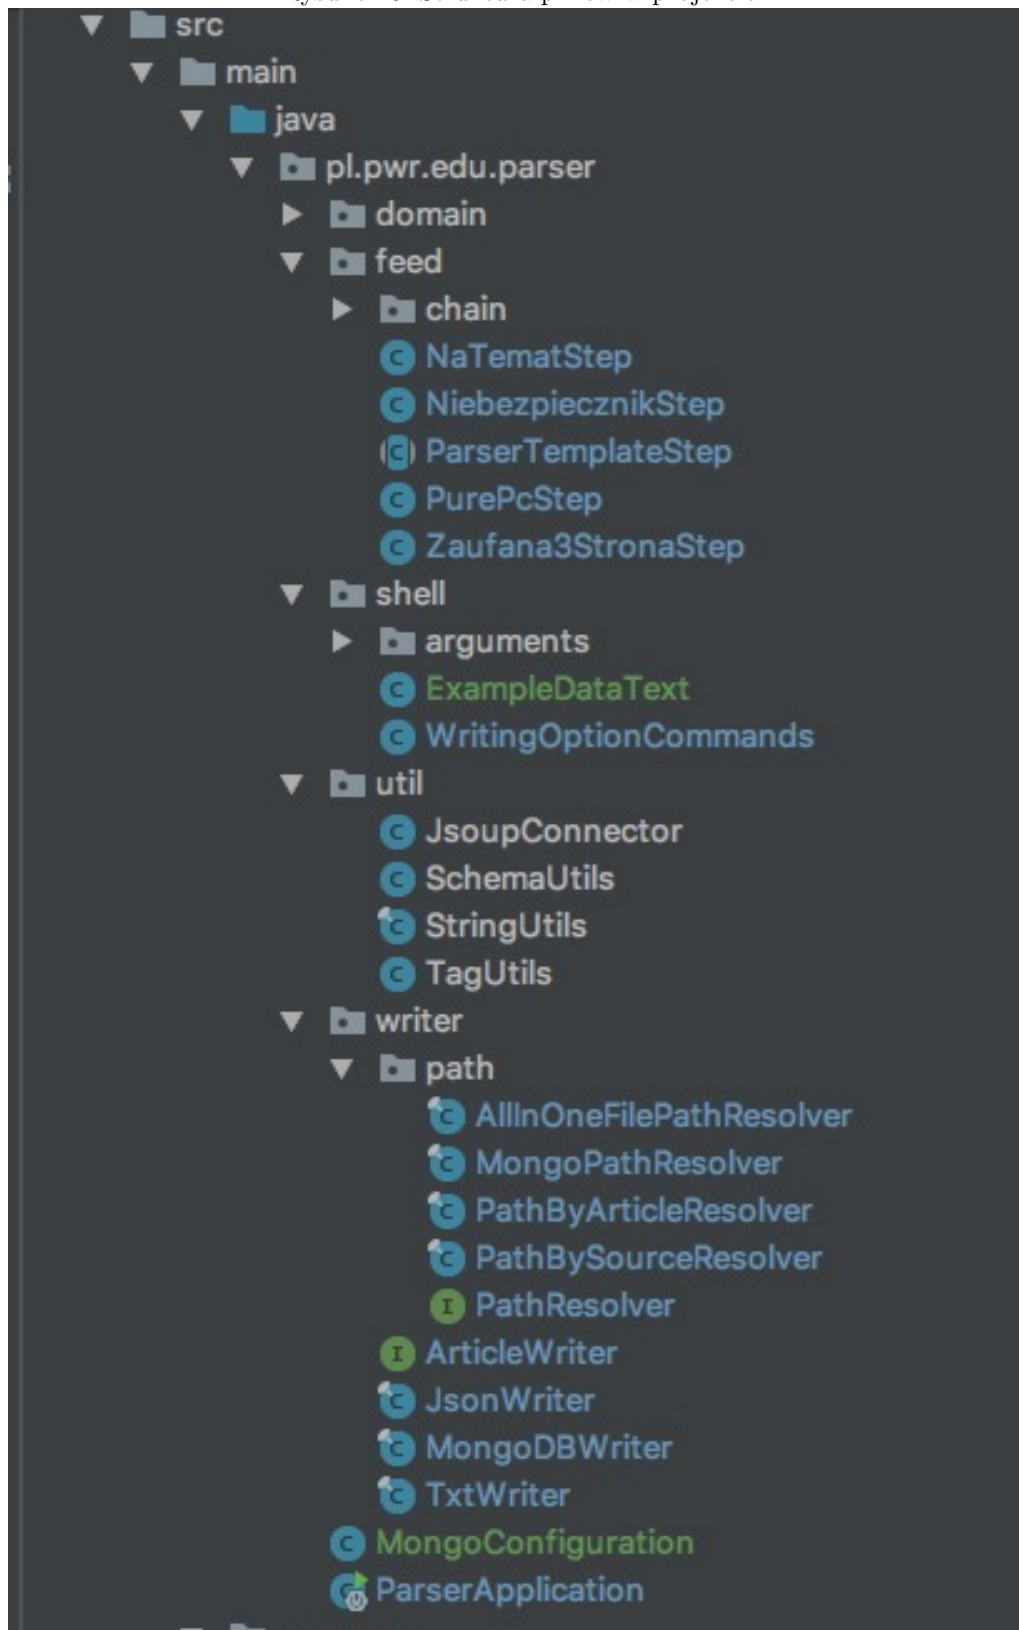 src
main
java
pl.pwr.edu.parser
domain
feed
chain
NaTematStep
NiebezpiecznikStep
ParserTemplateStep
PurePcStep
Zaufana3StronaStep
shell
arguments
ExampleDataText
WritingOptionCommands
util
JsoupConnector
SchemaUtils
StringUtils
TagUtils
writer
path
AllInOneFilePathResolver
MongoPathResolver
PathByArticleResolver
PathBySourceResolver
PathResolver
ArticleWriter
JsonWriter
MongoDBWriter
TxtWriter
MongoConfiguration
ParserApplication